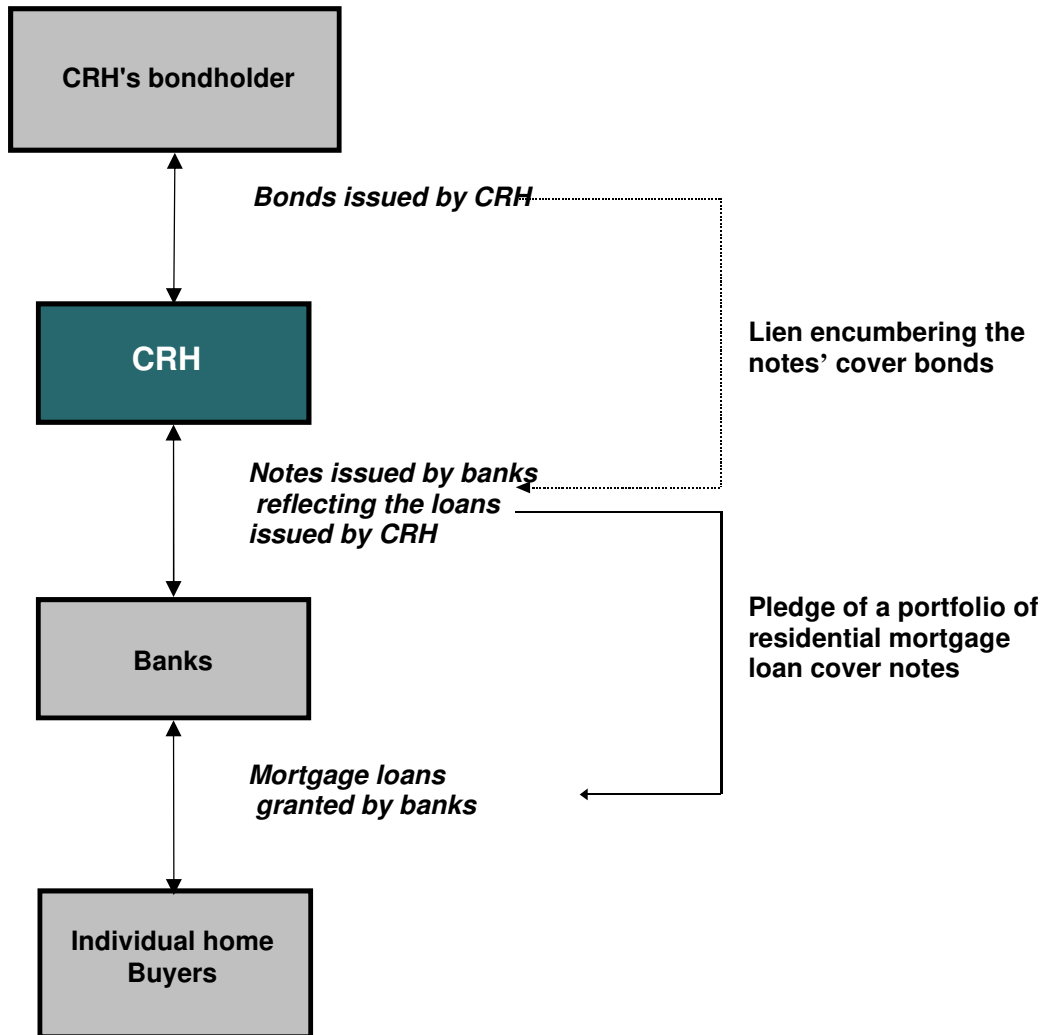 CRH's bondholder
Bonds issued by CRH
CRH
Lien encumbering the
notes’ cover bonds
Notes issued by banks
reflecting the loans
issued by CRH
Banks
Pledge of a portfolio of
residential mortgage
loan cover notes
Mortgage loans
granted by banks
Individual home
Buyers